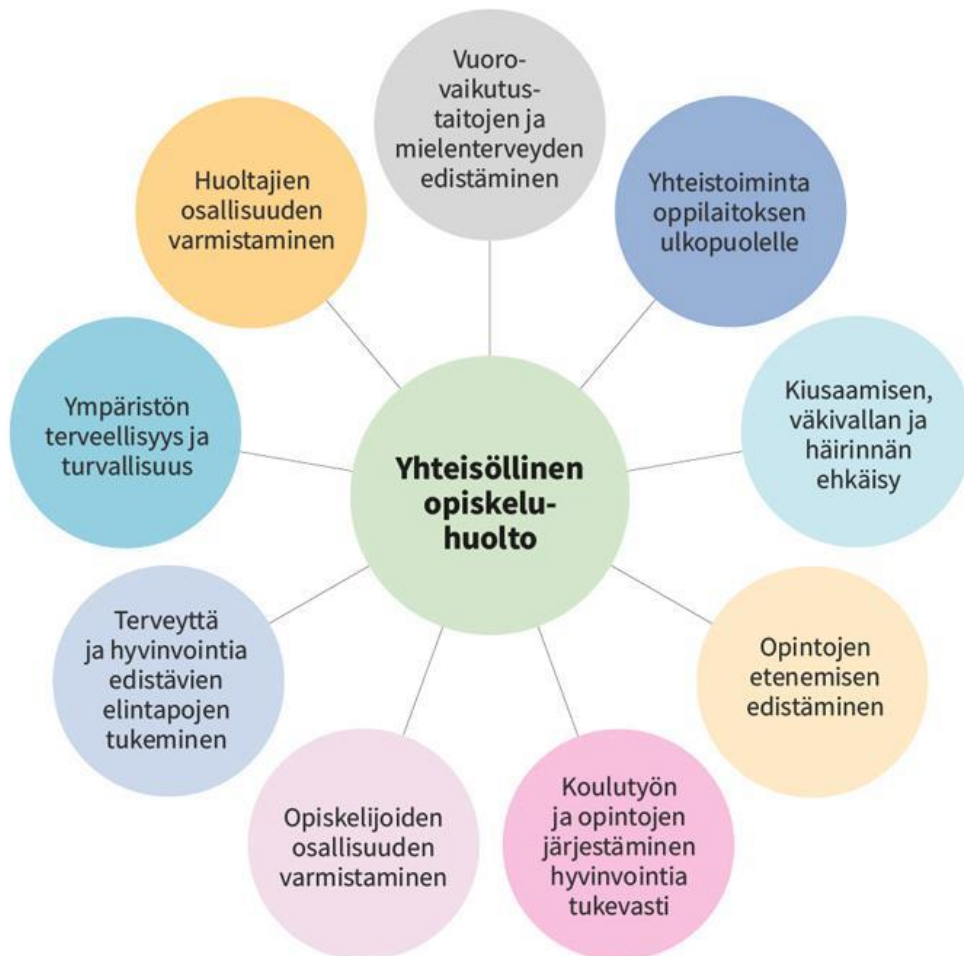 Vuoro-
vaikutus-
taitojen ja
mielenterveyden
edistäminen
Yhteistoiminta
oppilaitoksen
ulkopuolelle
Kiusaamisen,
väkivallan ja
häirinnän
ehkäisy
Opintojen
etenemisen
edistäminen
Koulutyön
ja opintojen
järjestäminen
hyvinvointia
tukevasti
Opiskelijoiden
osallisuuden
varmistaminen
Terveyttä
ja hyvinvointia
edistävien
elintapojen
tukeminen
Ympäristön
terveellisyys ja
turvallisuus
Huoltajien
osallisuuden
varmistaminen
Yhteisöllinen
opiskelu-
huolto